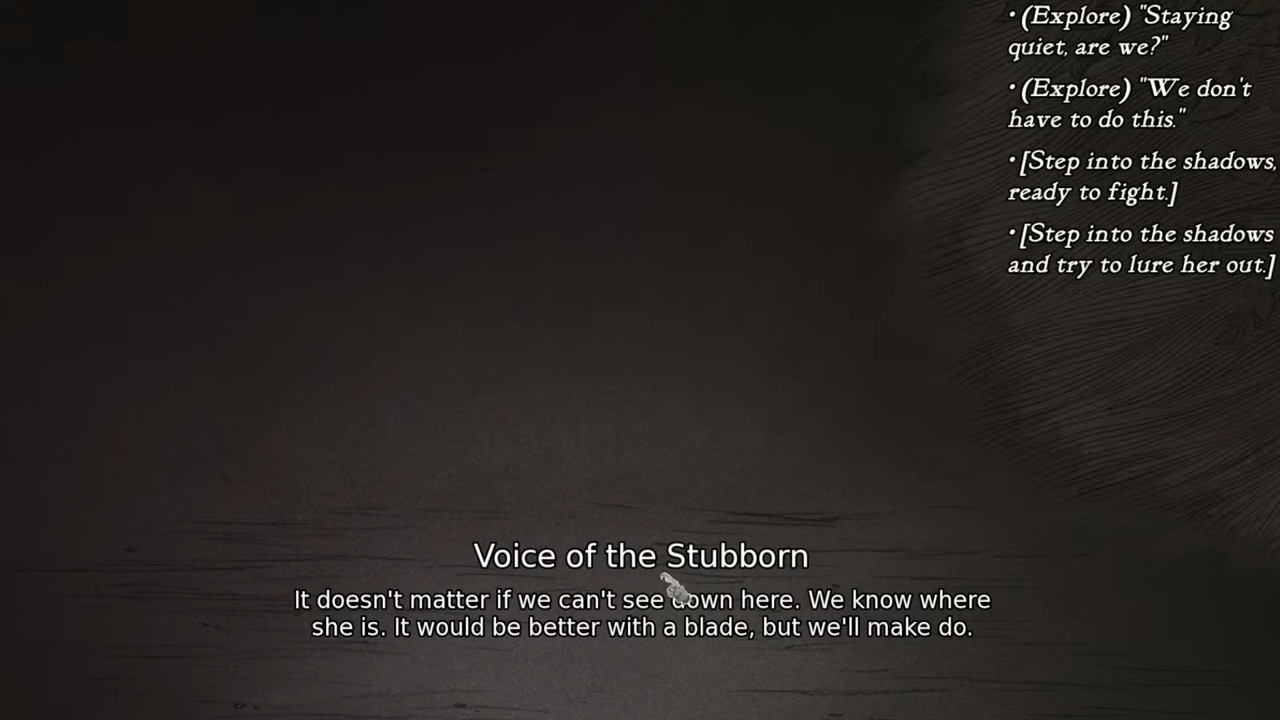 • (Explore) "Staying
quiet, are we?"
• (Explore) "We don't
have to do this."
• [Step into the shadows,
ready to fight.]
• [Step into the shadows
and try to lure her out.]
Voice of the Stubborn
It doesn't matter if we can't see down here. We know where
she is. It would be better with a blade, but we'll make do.